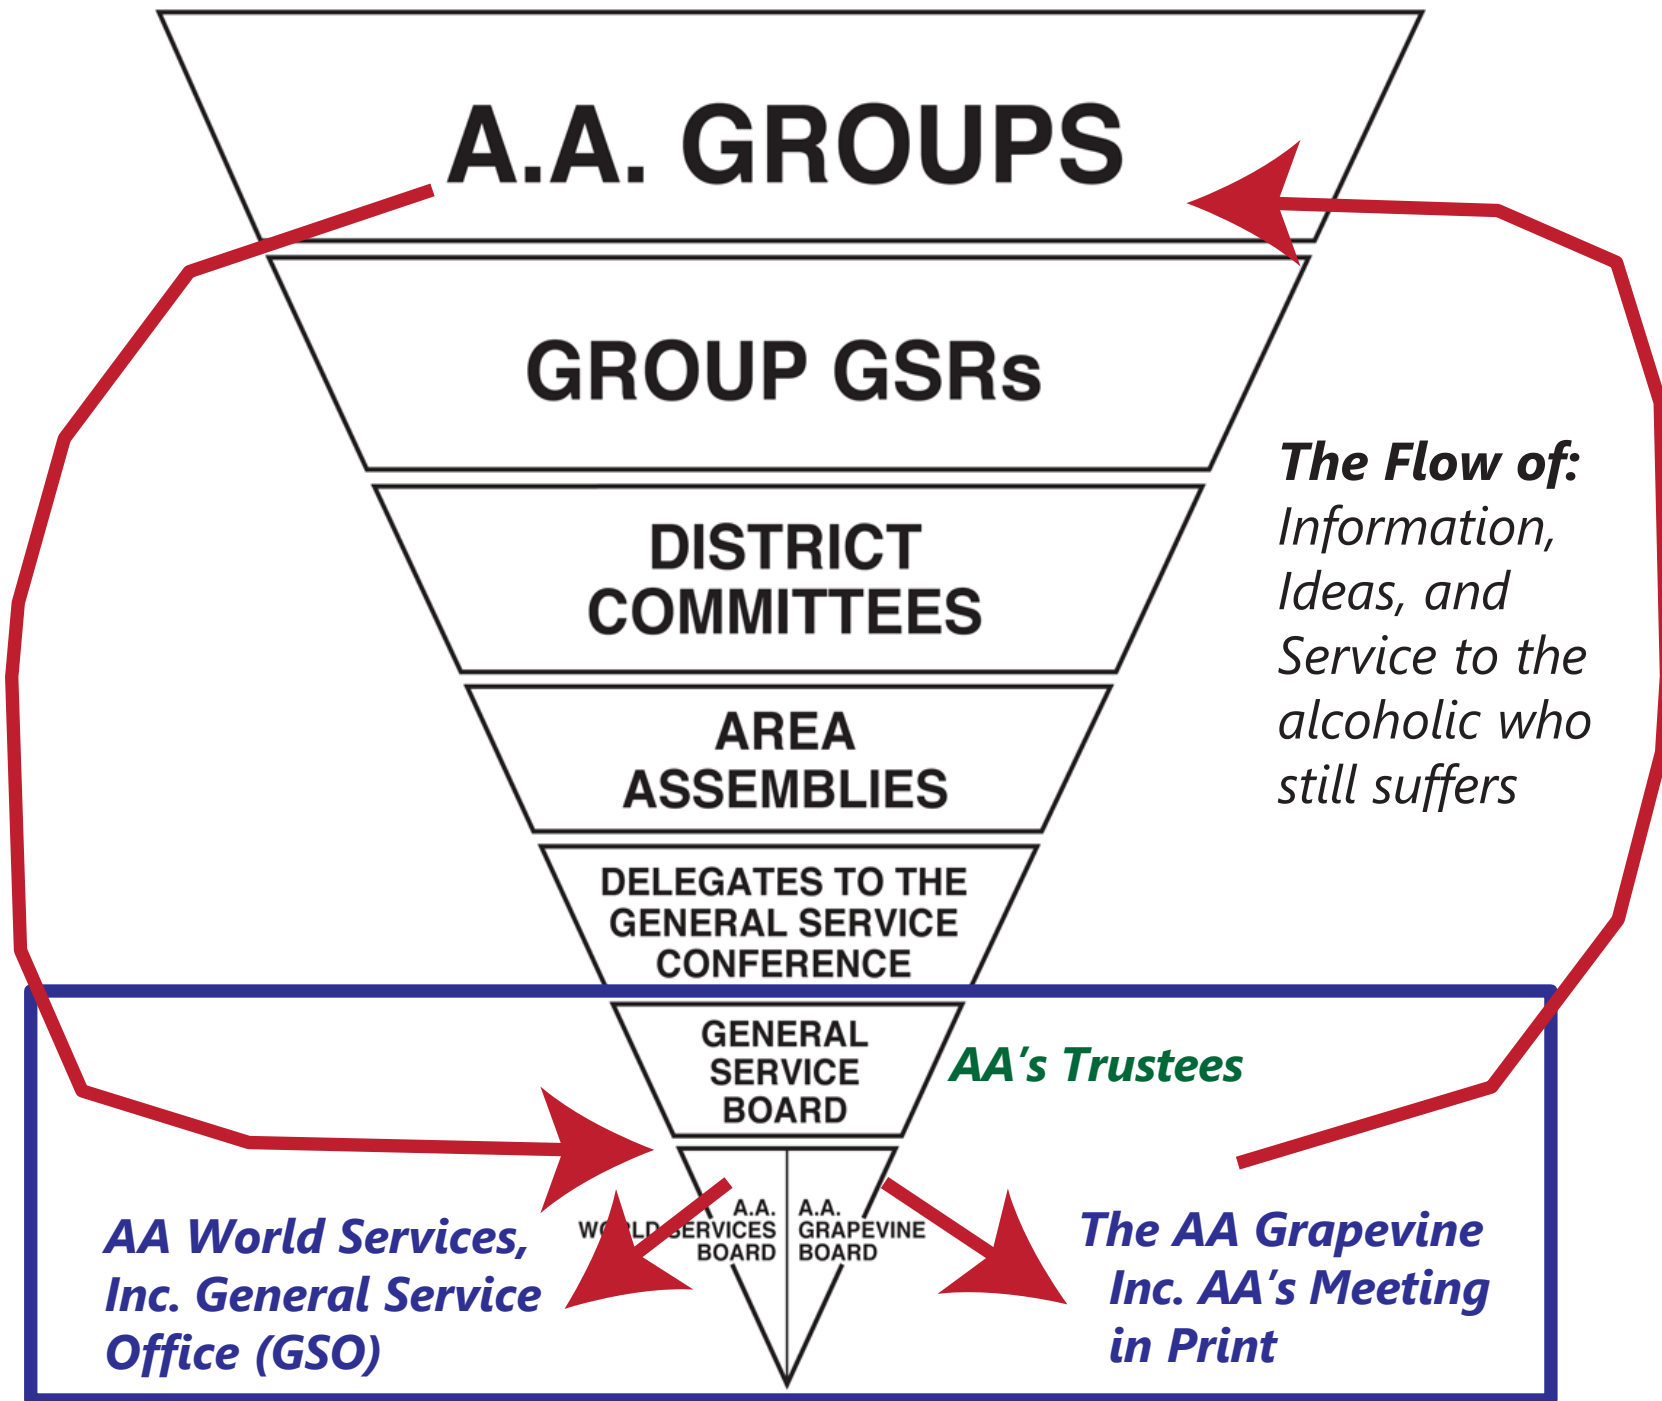 A.A. GROUPS
GROUP GSRs
DISTRICT
COMMITTEES
The Flow of:
Information,
Ideas, and
Service to the
alcoholic who
still suffers
AREA
ASSEMBLIES
DELEGATES TO THE
GENERAL SERVICE
CONFERENCE
GENERAL
SERVICE
BOARD
AA's Trustees
A.A.
WORLD SERVICES
BOARD
A.A.
GRAPEVINE
BOARD
AA World Services,
Inc. General Service
Office (GSO)
The AA Grapevine
Inc. AA's Meeting
in Print